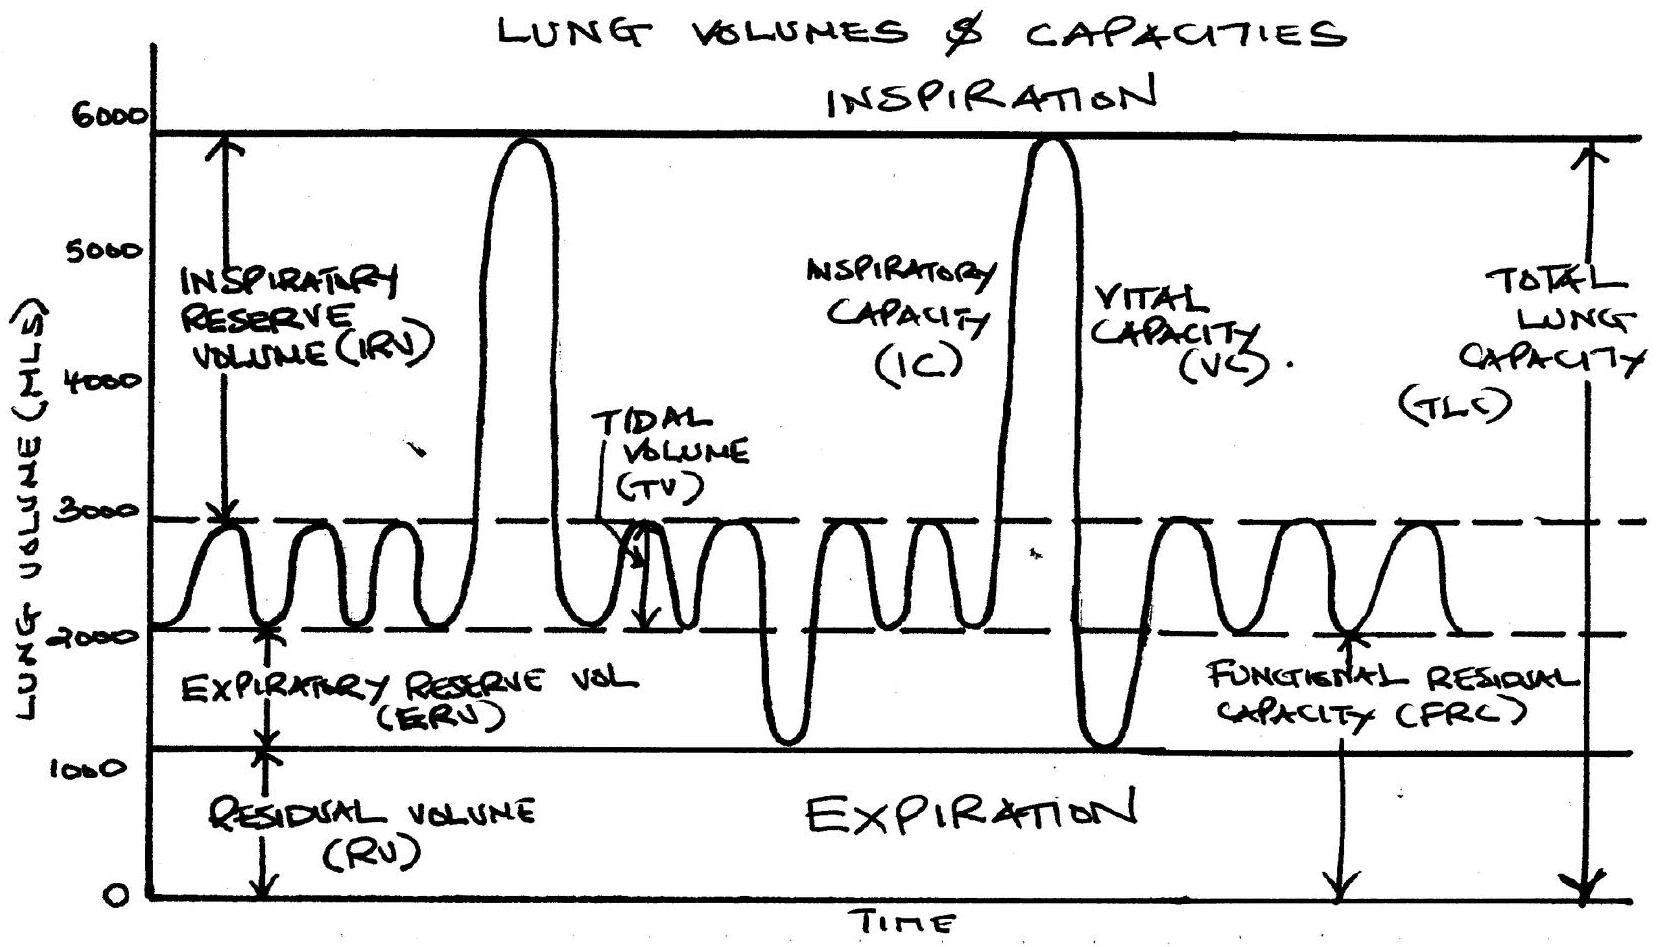 LUNG VOLUMES & CAPACITIES
INSPIRATION
6000
5000
4000
3000
2000
1000
0
LUNG VOLUME (MLS)
INSPIRATORY
RESERVE
VOLUME (IRV)
TIDAL
VOLUME
(TV)
INSPIRATORY
CAPACITY
(IC)
VITAL
CAPACITY
(VC).
TOTAL
LUNG
CAPACITY
(TLC)
EXPIRATORY RESERVE VOL
(ERV)
FUNCTIONAL RESIDUAL
CAPACITY (FRC)
RESIDUAL VOLUME
(RV)
EXPIRATION
TIME